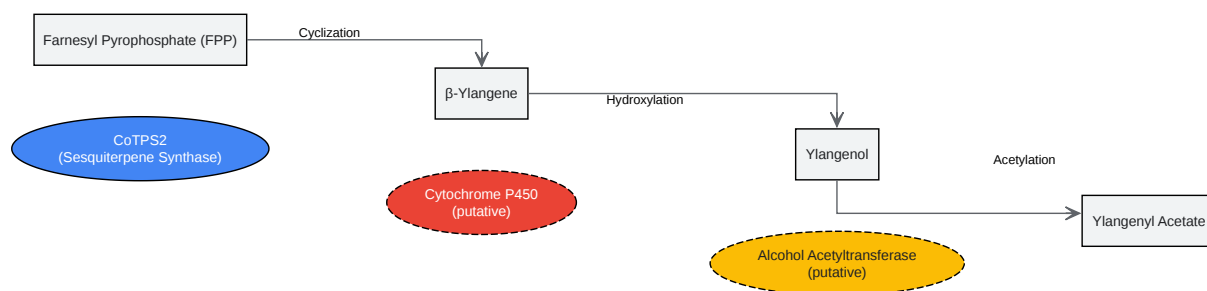 Farnesyl Pyrophosphate (FPP)
Cyclization
β-Ylangene
Hydroxylation
CoTPS2
(Sesquiterpene Synthase)
Ylangenol
Acetylation
Cytochrome P450
(putative)
Ylangenyl Acetate
Alcohol Acetyltransferase
(putative)